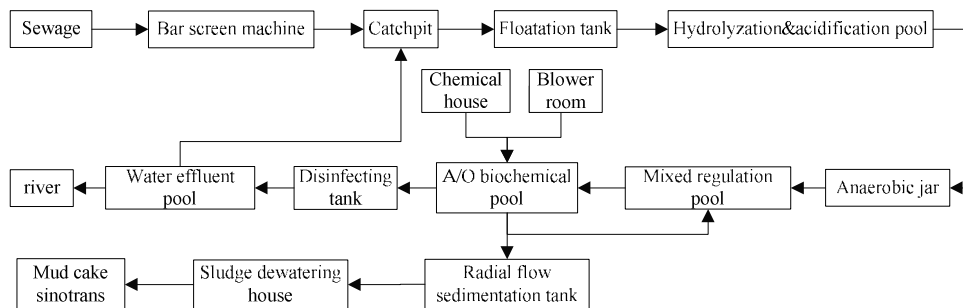 Sewage
Bar screen machine
Catchpit
Floatation tank
Hydrolyzation&acidification pool
Chemical
house
Blower
room
river
Water effluent
pool
Disinfecting
tank
A/O biochemical
pool
Mixed regulation
pool
Anaerobic jar
Mud cake
sinotrans
Sludge dewatering
house
Radial flow
sedimentation tank